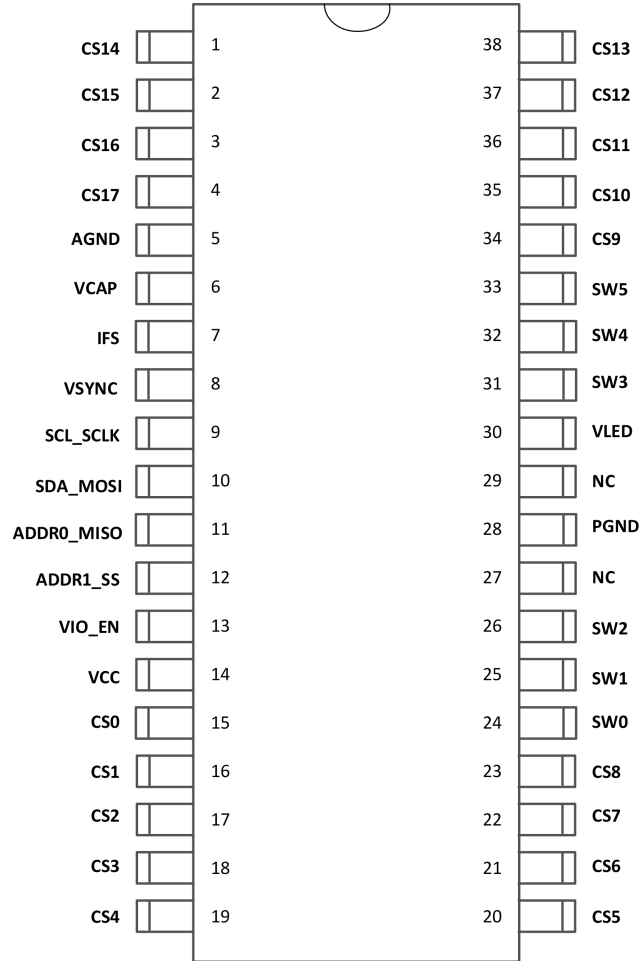 CS14 1 38 CS13
CS15 2 37 CS12
CS16 3 36 CS11
CS17 4 35 CS10
AGND 5 34 CS9
VCAP 6 33 SW5
IFS 7 32 SW4
VSYNC 8 31 SW3
SCL_SCLK 9 30 VLED
SDA_MOSI 10 29 NC
ADDR0_MISO 11 28 PGND
ADDR1_SS 12 27 NC
VIO_EN 13 26 SW2
VCC 14 25 SW1
CS0 15 24 SW0
CS1 16 23 CS8
CS2 17 22 CS7
CS3 18 21 CS6
CS4 19 20 CS5